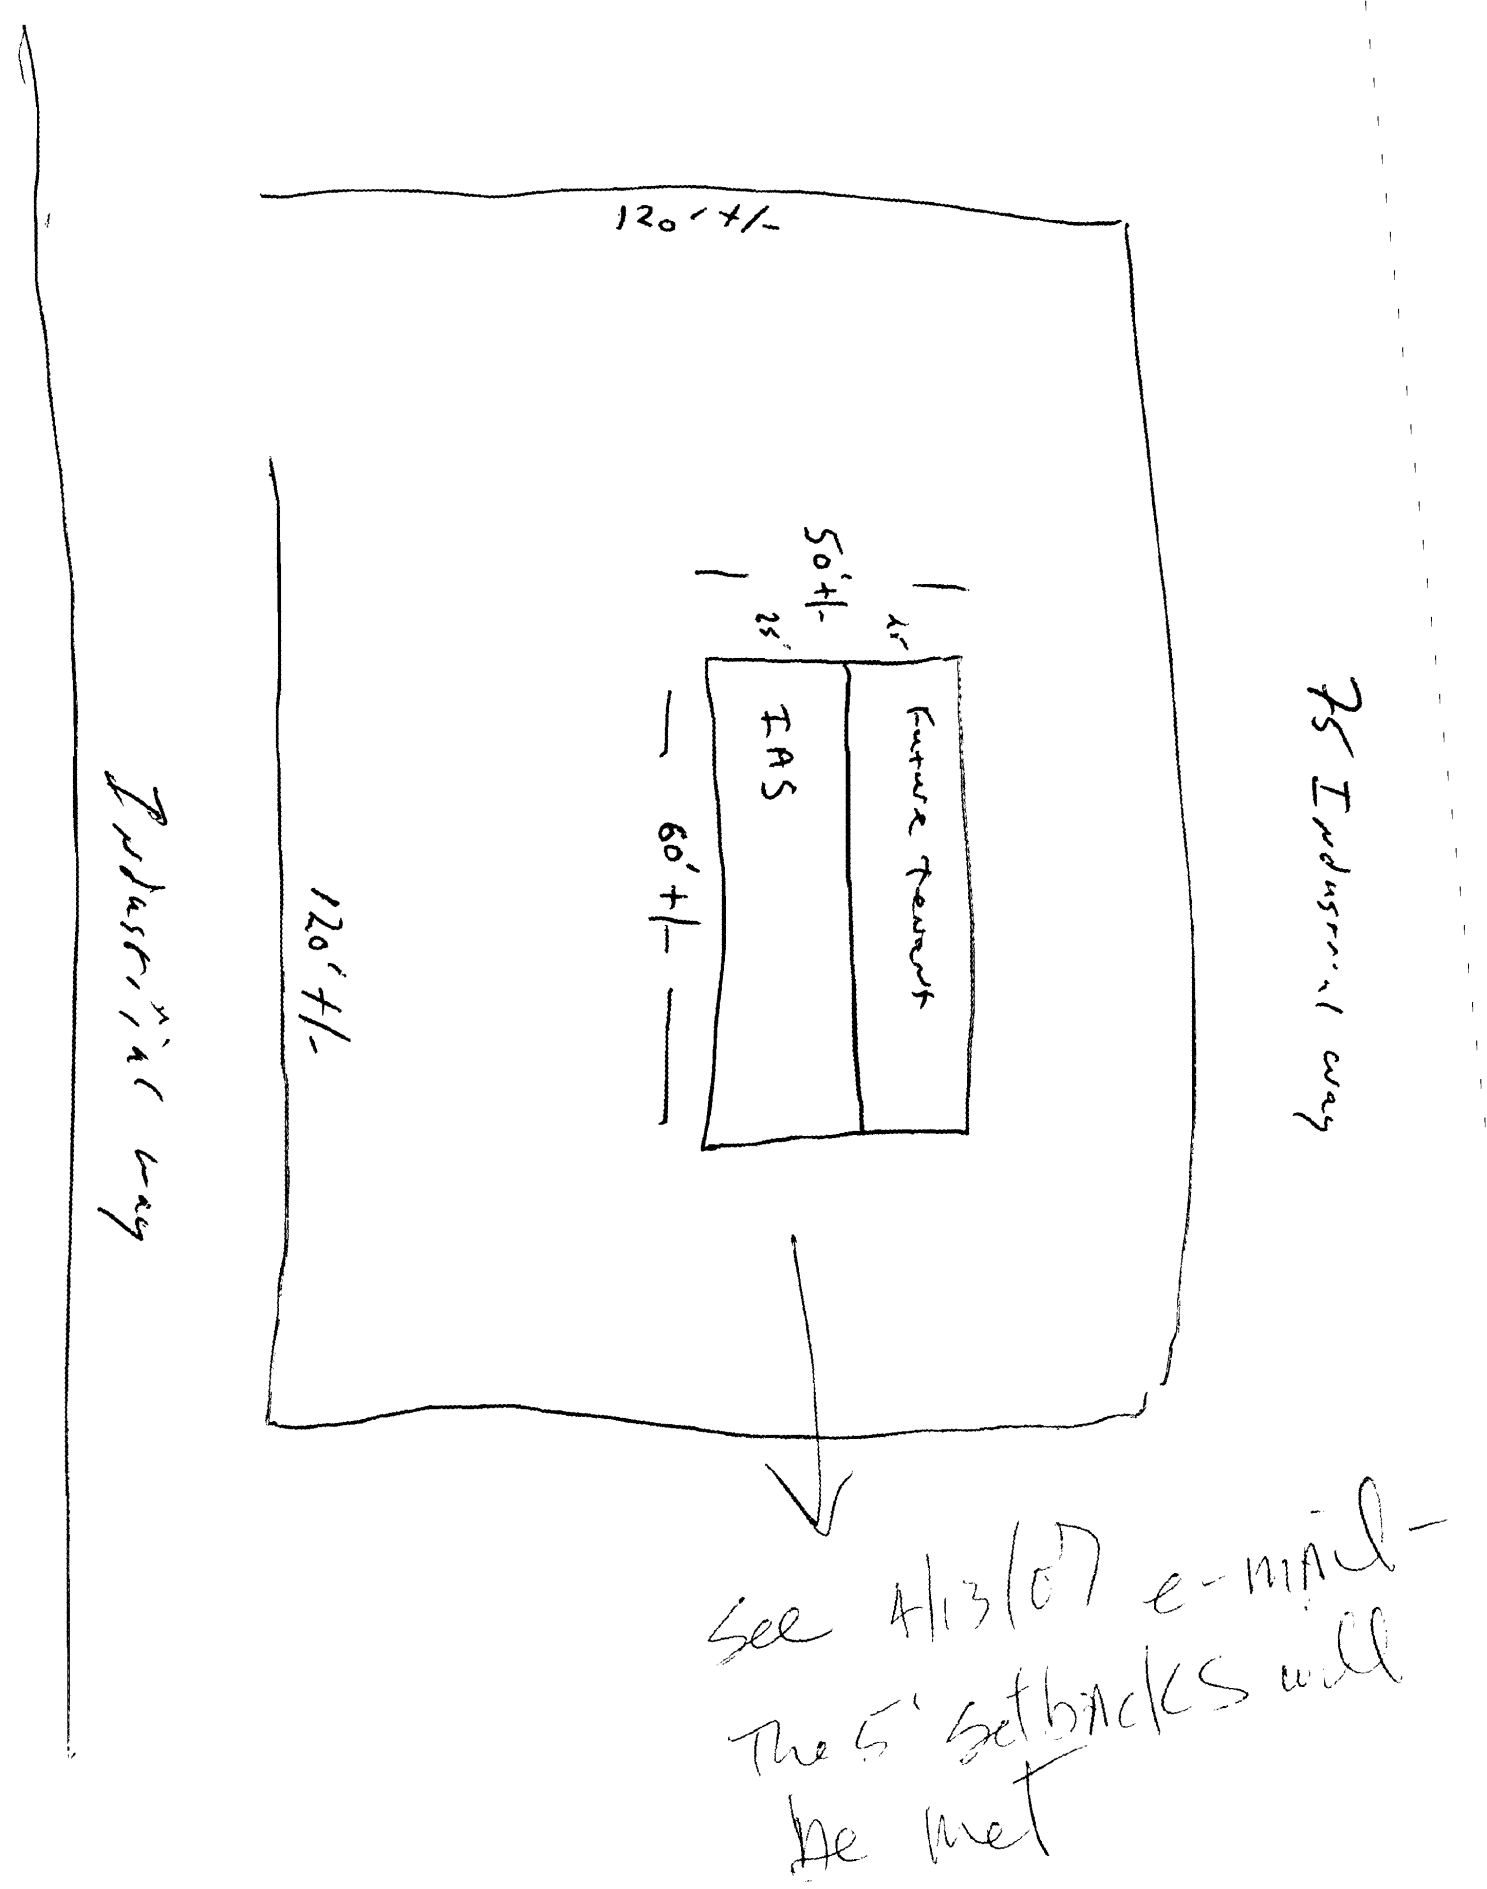 120' +/-
50' +/-
25'
25'
Future Tenant
IAS
60' +/-
120' +/-
75 Industrial way
Industrial way
See 4/13/07 e-mail -
The 5' setbacks will
be met